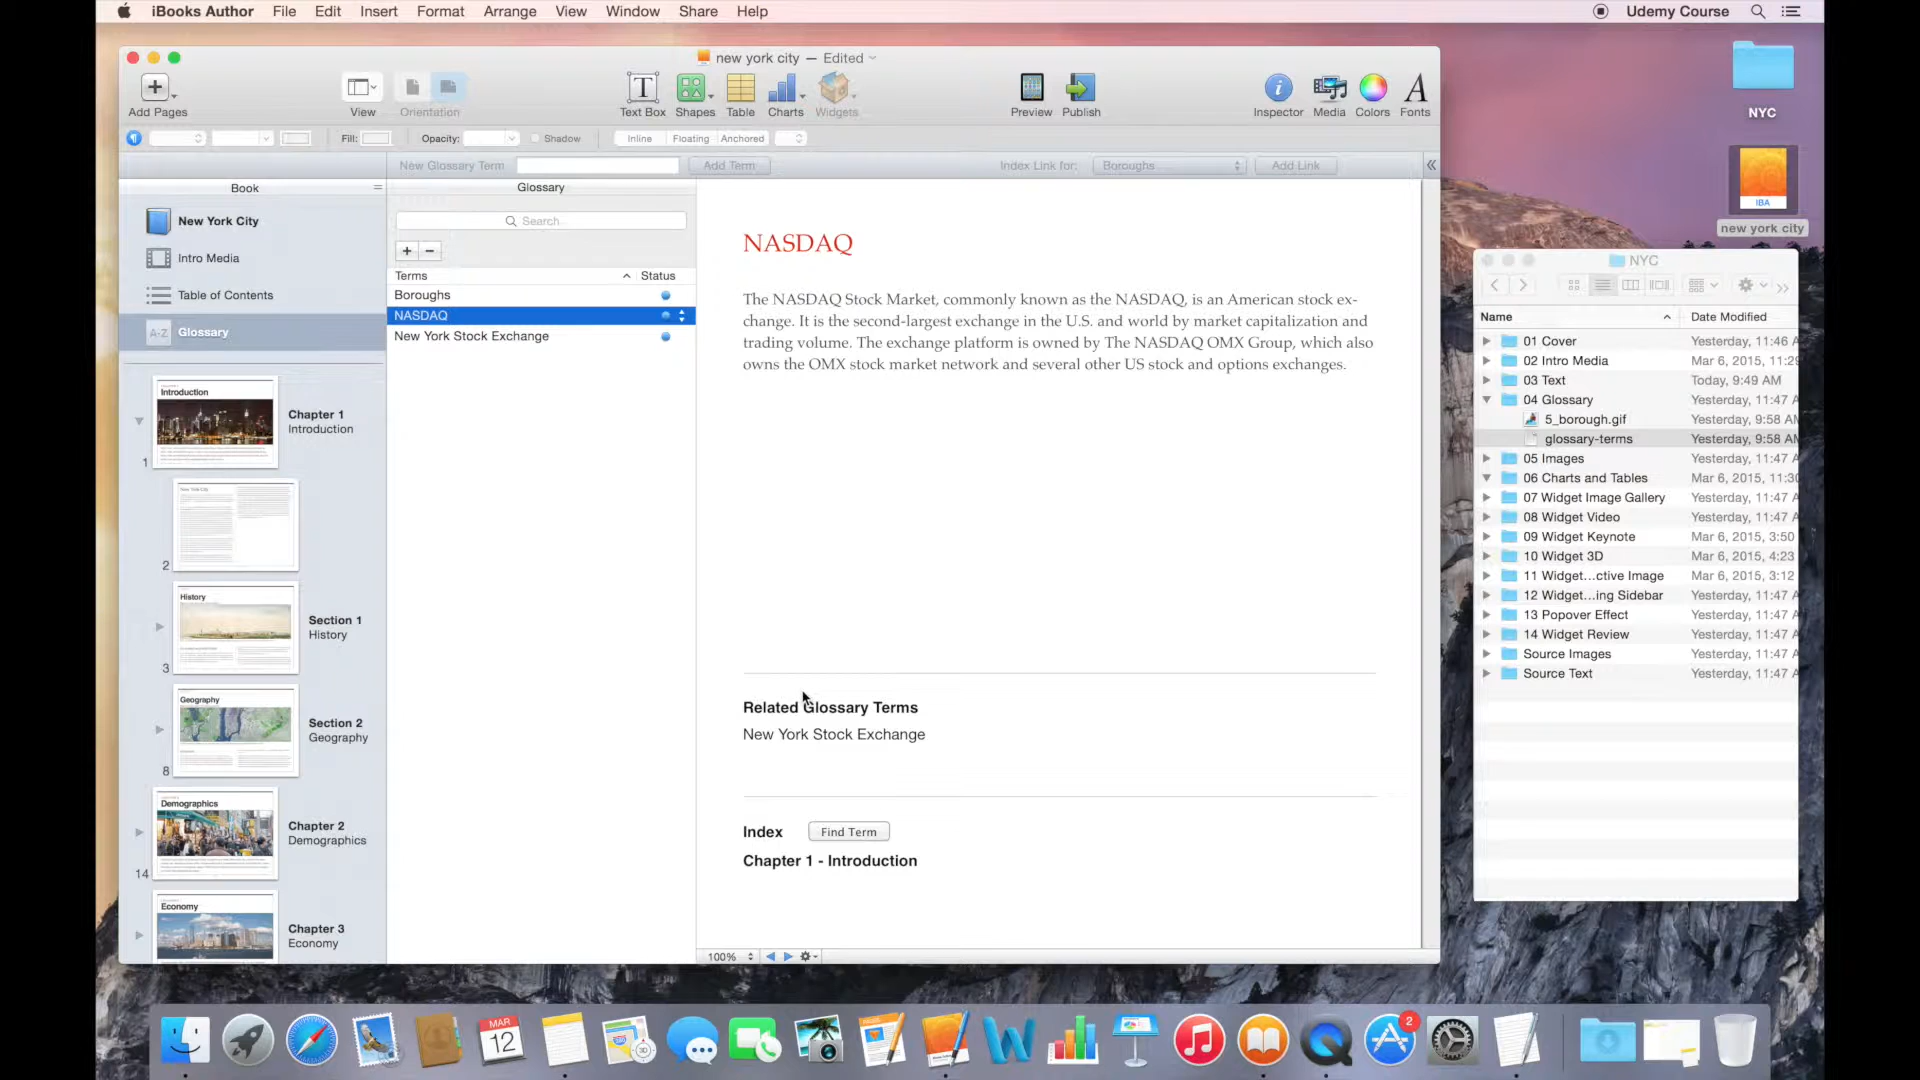 iBooks Author File Edit Insert Format Arrange View Window Share Help
Udemy Course
new york city — Edited
Add Pages View Orientation Text Box Shapes Table Charts Widgets Preview Publish Inspector Media Colors Fonts
Fill: Opacity: Shadow Inline Floating Anchored
New Glossary Term Add Term Index Link for: Boroughs Add Link
Book
New York City
Intro Media
Table of Contents
A-Z Glossary
Introduction
Chapter 1
Introduction
1
New York City
2
History
Section 1
History
3
Geography
Section 2
Geography
8
Demographics
Chapter 2
Demographics
14
Economy
Chapter 3
Economy
Glossary
Search
+ −
Terms Status
Boroughs
NASDAQ
New York Stock Exchange
NASDAQ
The NASDAQ Stock Market, commonly known as the NASDAQ, is an American stock ex-
change. It is the second-largest exchange in the U.S. and world by market capitalization and
trading volume. The exchange platform is owned by The NASDAQ OMX Group, which also
owns the OMX stock market network and several other US stock and options exchanges.
Related Glossary Terms
New York Stock Exchange
Index Find Term
Chapter 1 - Introduction
100%
NYC
IBA
new york city
NYC
Name Date Modified
01 Cover Yesterday, 11:46 A
02 Intro Media Mar 6, 2015, 11:29
03 Text Today, 9:49 AM
04 Glossary Yesterday, 11:47 A
5_borough.gif Yesterday, 9:58 AM
glossary-terms Yesterday, 9:58 AM
05 Images Yesterday, 11:47 A
06 Charts and Tables Mar 6, 2015, 11:30
07 Widget Image Gallery Yesterday, 11:47 A
08 Widget Video Yesterday, 11:47 A
09 Widget Keynote Mar 6, 2015, 3:50
10 Widget 3D Mar 6, 2015, 4:23
11 Widget...ctive Image Mar 6, 2015, 3:12
12 Widget...ing Sidebar Yesterday, 11:47 A
13 Popover Effect Yesterday, 11:47 A
14 Widget Review Yesterday, 11:47 A
Source Images Yesterday, 11:47 A
Source Text Yesterday, 11:47 A
MAR
12
2